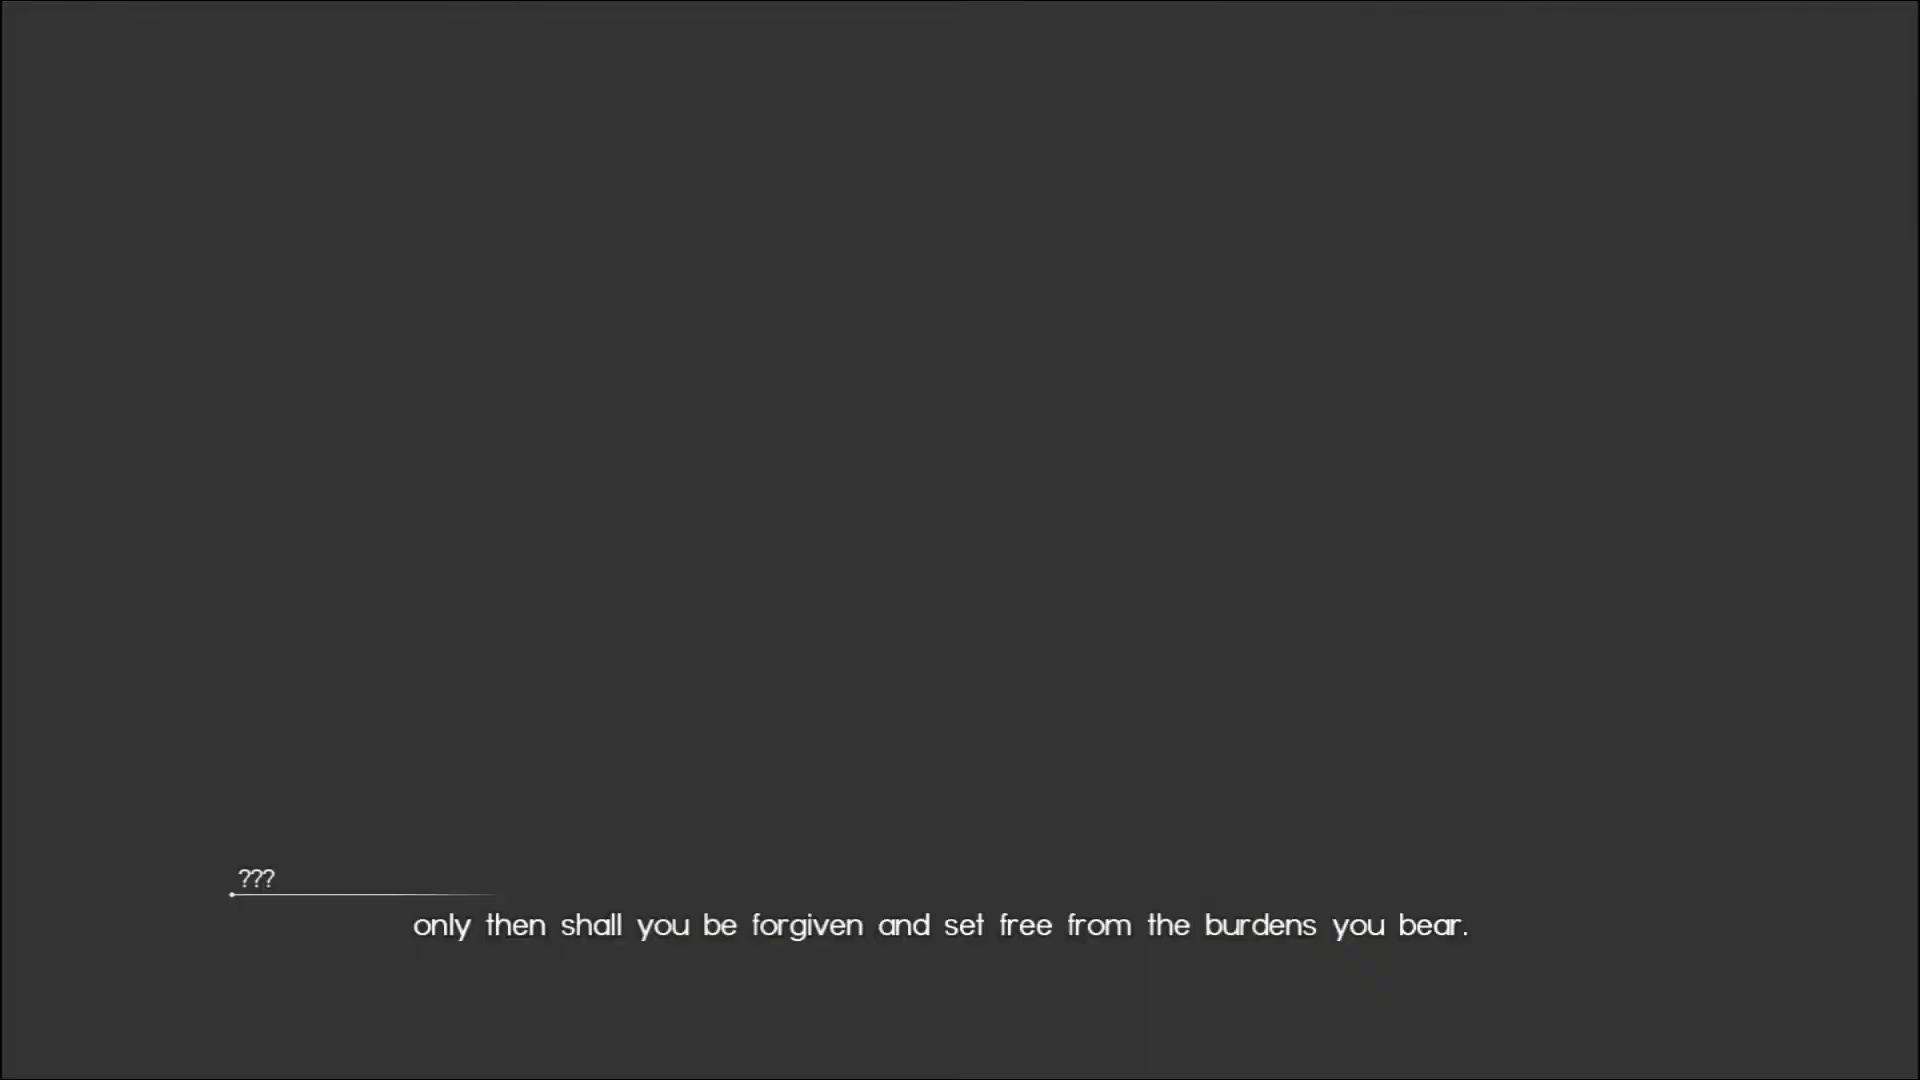 ???
only then shall you be forgiven and set free from the burdens you bear.